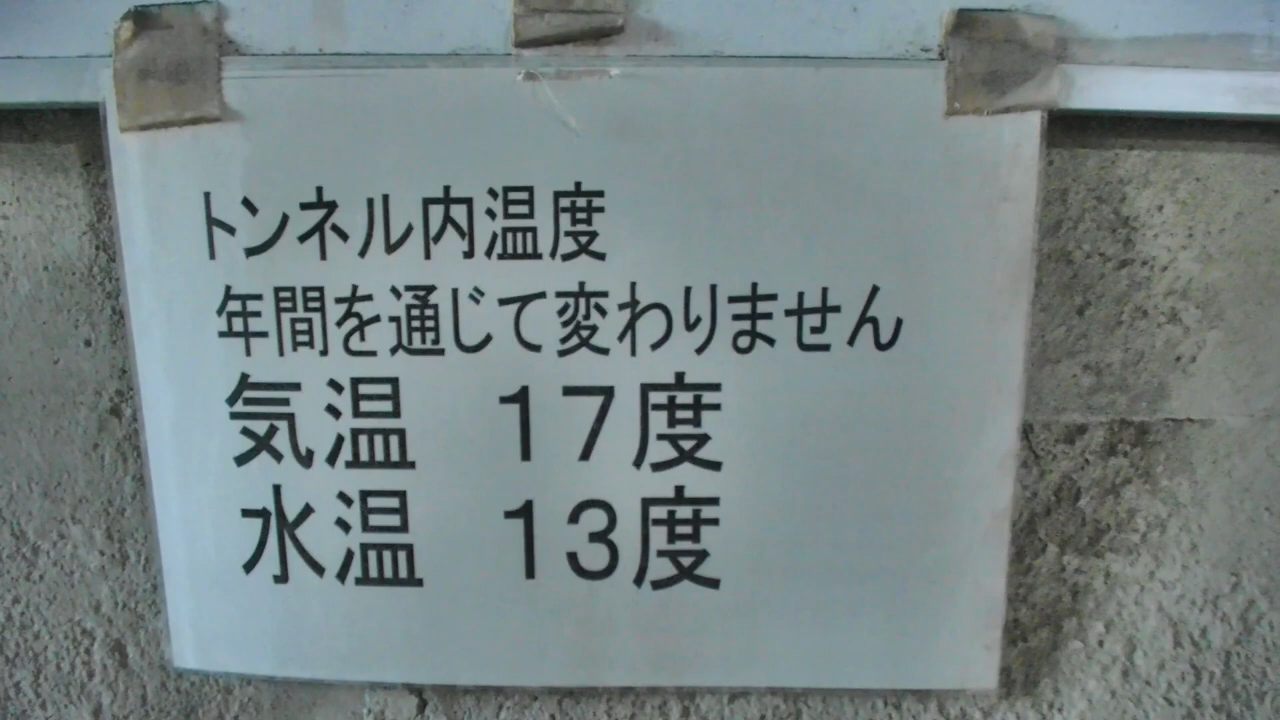 トンネル内温度
年間を通じて変わりません
気温　17度
水温　13度